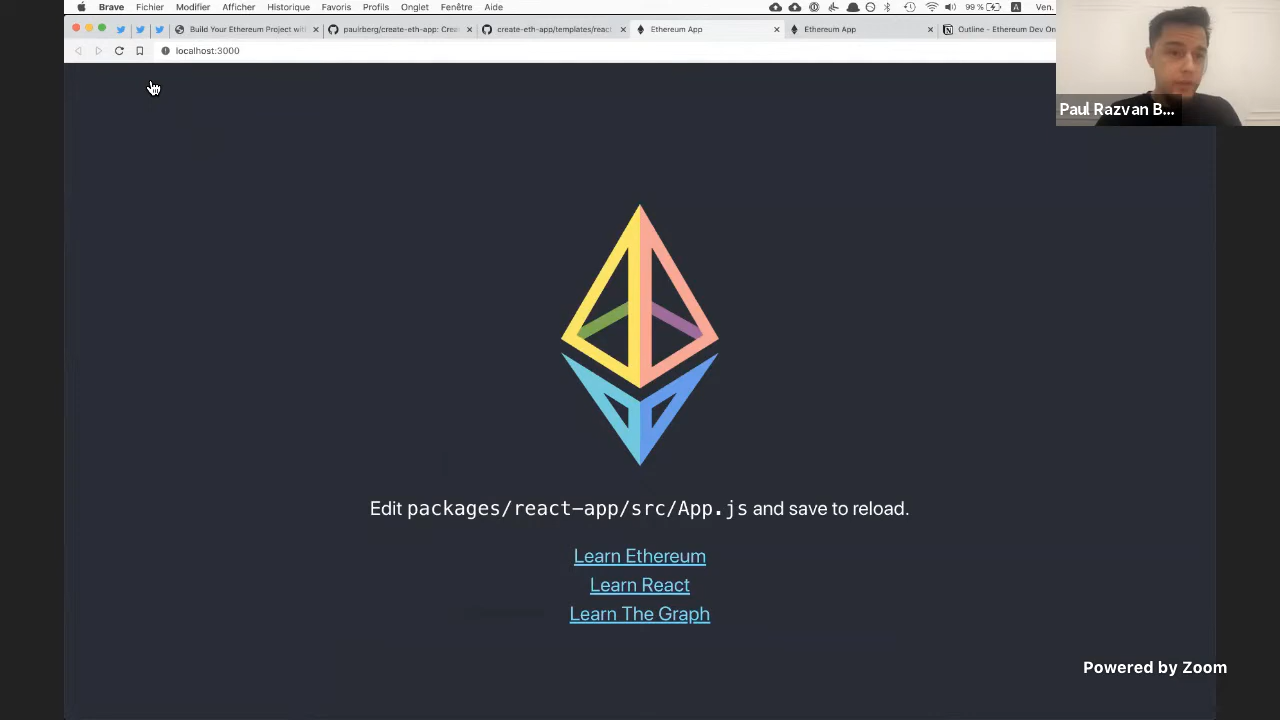 Brave Fichier Modifier Afficher Historique Favoris Profils Onglet Fenêtre Aide 99 % A Ven.
Build Your Ethereum Project wit
paulrberg/create-eth-app: Crea
create-eth-app/templates/reac
Ethereum App
Ethereum App
Outline - Ethereum Dev On
localhost:3000
Paul Razvan B...
Edit packages/react-app/src/App.js and save to reload.
Learn Ethereum
Learn React
Learn The Graph
Powered by Zoom